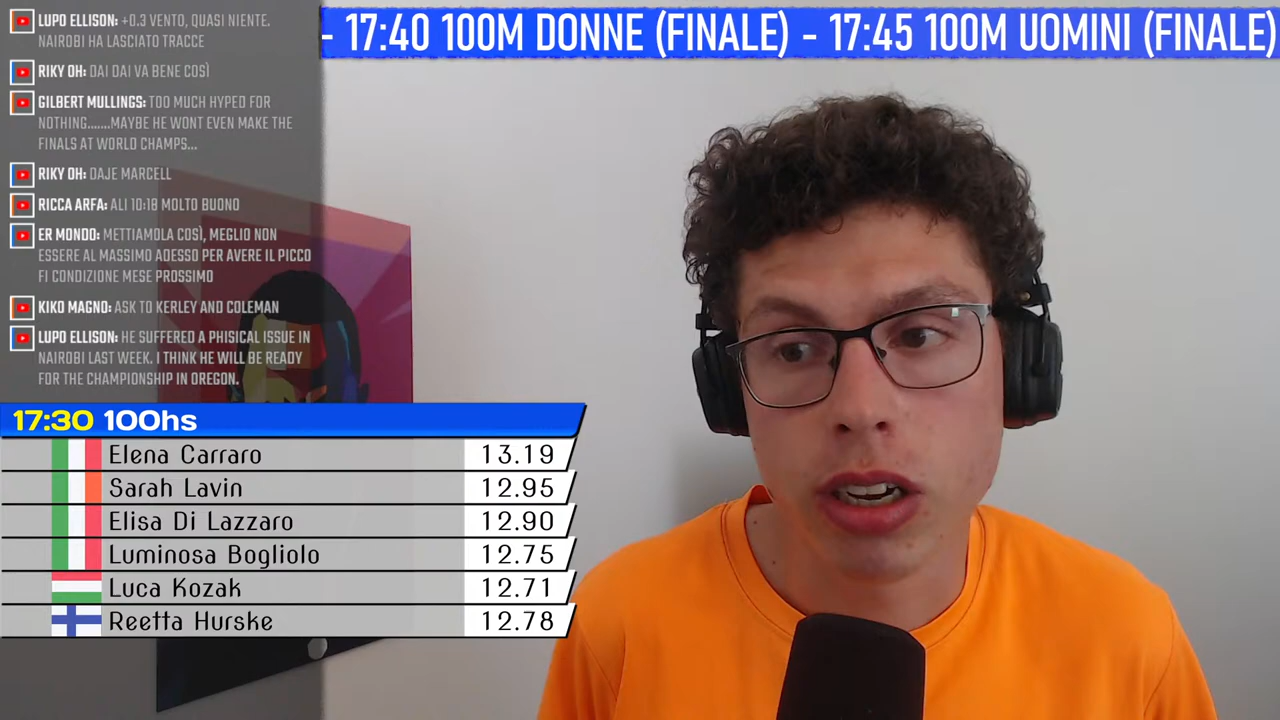 - 17:40 100M DONNE (FINALE) - 17:45 100M UOMINI (FINALE)
LUPO ELLISON: +0.3 VENTO, QUASI NIENTE.
NAIROBI HA LASCIATO TRACCE
RIKY OH: DAI DAI VA BENE COSÌ
GILBERT MULLINGS: TOO MUCH HYPED FOR
NOTHING.......MAYBE HE WONT EVEN MAKE THE
FINALS AT WORLD CHAMPS...
RIKY OH: DAJE MARCELL
RICCA ARFA: ALI 10:18 MOLTO BUONO
ER MONDO: METTIAMOLA COSÌ, MEGLIO NON
ESSERE AL MASSIMO ADESSO PER AVERE IL PICCO
FI CONDIZIONE MESE PROSSIMO
KIKO MAGNO: ASK TO KERLEY AND COLEMAN
LUPO ELLISON: HE SUFFERED A PHISICAL ISSUE IN
NAIROBI LAST WEEK. I THINK HE WILL BE READY
FOR THE CHAMPIONSHIP IN OREGON.
17:30 100hs
Elena Carraro 13.19
Sarah Lavin 12.95
Elisa Di Lazzaro 12.90
Luminosa Bogliolo 12.75
Luca Kozak 12.71
Reetta Hurske 12.78